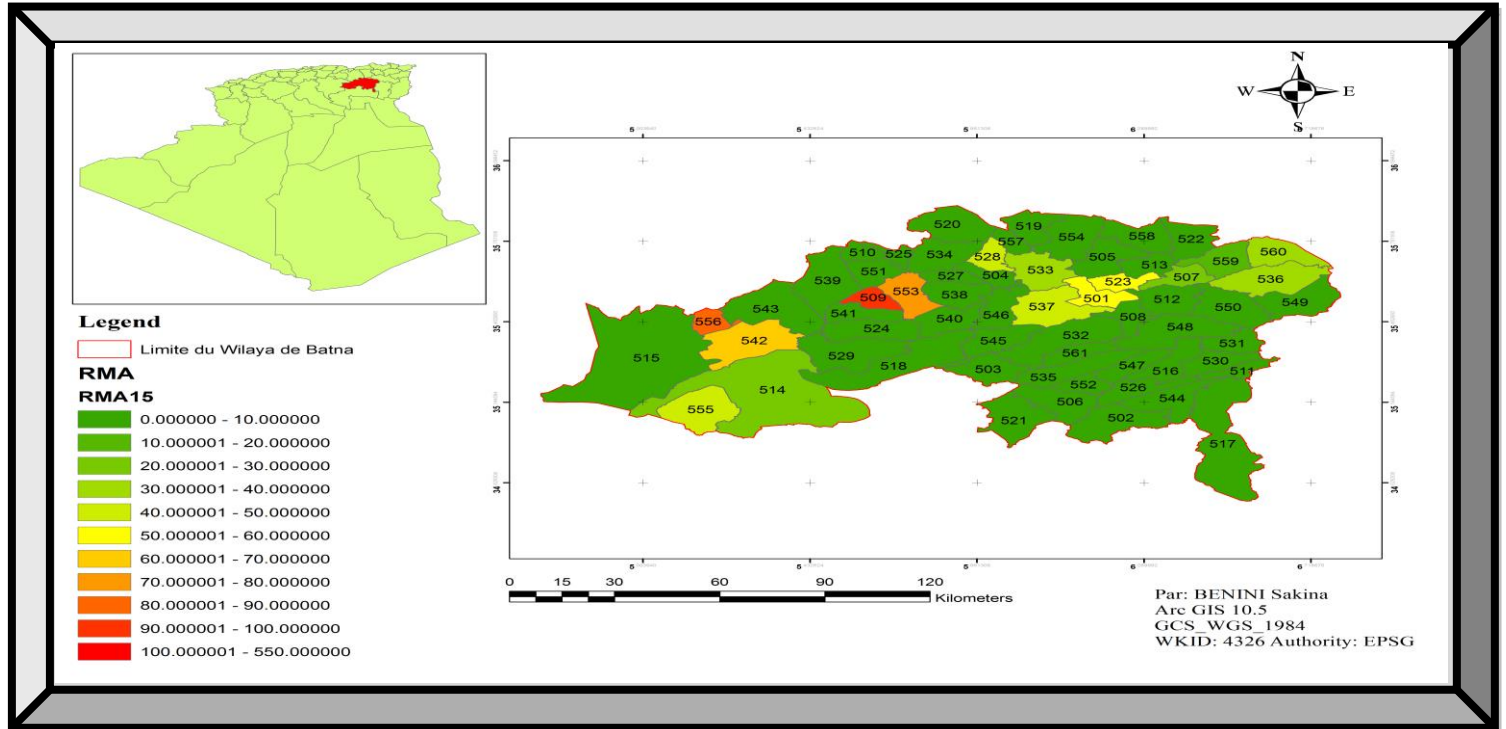 N
W E
S
520 519
557 554 558 522
510 525 534 528 505 559 560
551 527 504 533 513 507 536
539 523
509 553 538 537 501 512 549
543 541 546 508 550
556 524 540 548
542 532 531
515 529 545 561 530
518 503 547 516 511
514 535 552 526
555 506 544
521 502
517
Legend
Limite du Wilaya de Batna
RMA
RMA15
0.000000 - 10.000000
10.000001 - 20.000000
20.000001 - 30.000000
30.000001 - 40.000000
40.000001 - 50.000000
50.000001 - 60.000000
60.000001 - 70.000000
70.000001 - 80.000000
80.000001 - 90.000000
90.000001 - 100.000000
100.000001 - 550.000000
0 15 30 60 90 120
Kilometers
Par: BENINI Sakina
Arc GIS 10.5
GCS_WGS_1984
WKID: 4326 Authority: EPSG